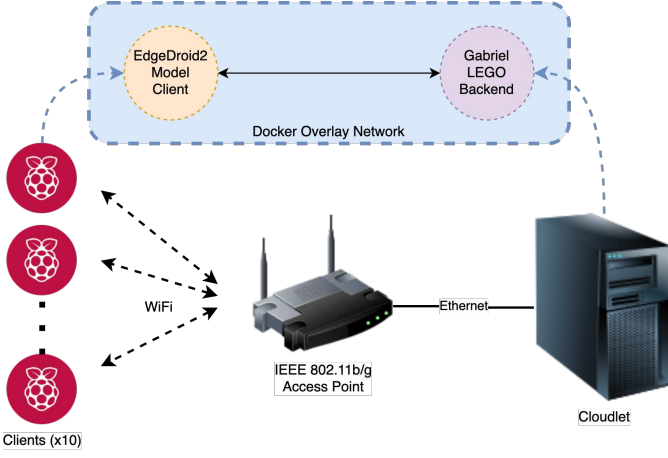 EdgeDroid2
Model
Client
Gabriel
LEGO
Backend
Docker Overlay Network
WiFi
Ethernet
IEEE 802.11b/g
Access Point
Cloudlet
Clients (x10)